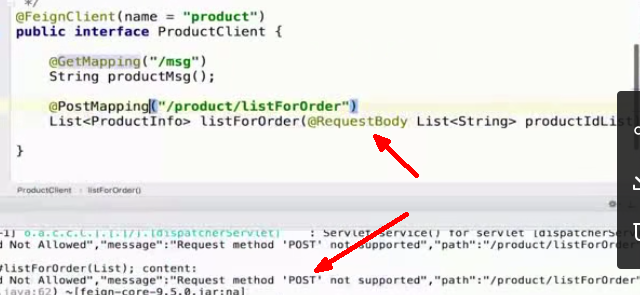 */
@FeignClient(name = "product")
public interface ProductClient {
@GetMapping("/msg")
String productMsg();
@PostMapping("/product/listForOrder")
List<ProductInfo> listForOrder(@RequestBody List<String> productIdList
}
ProductClient › listForOrder()
-1] o.a.c.c.C.[.[/].[dispatcherServlet] : Servlet.service() for servlet [dispatcherServ
d Not Allowed","message":"Request method 'POST' not supported","path":"/product/listForOrder
#listForOrder(List); content:
d Not Allowed","message":"Request method 'POST' not supported","path":"/product/listForOrder
.java:62) ~[feign-core-9.5.0.jar:na]